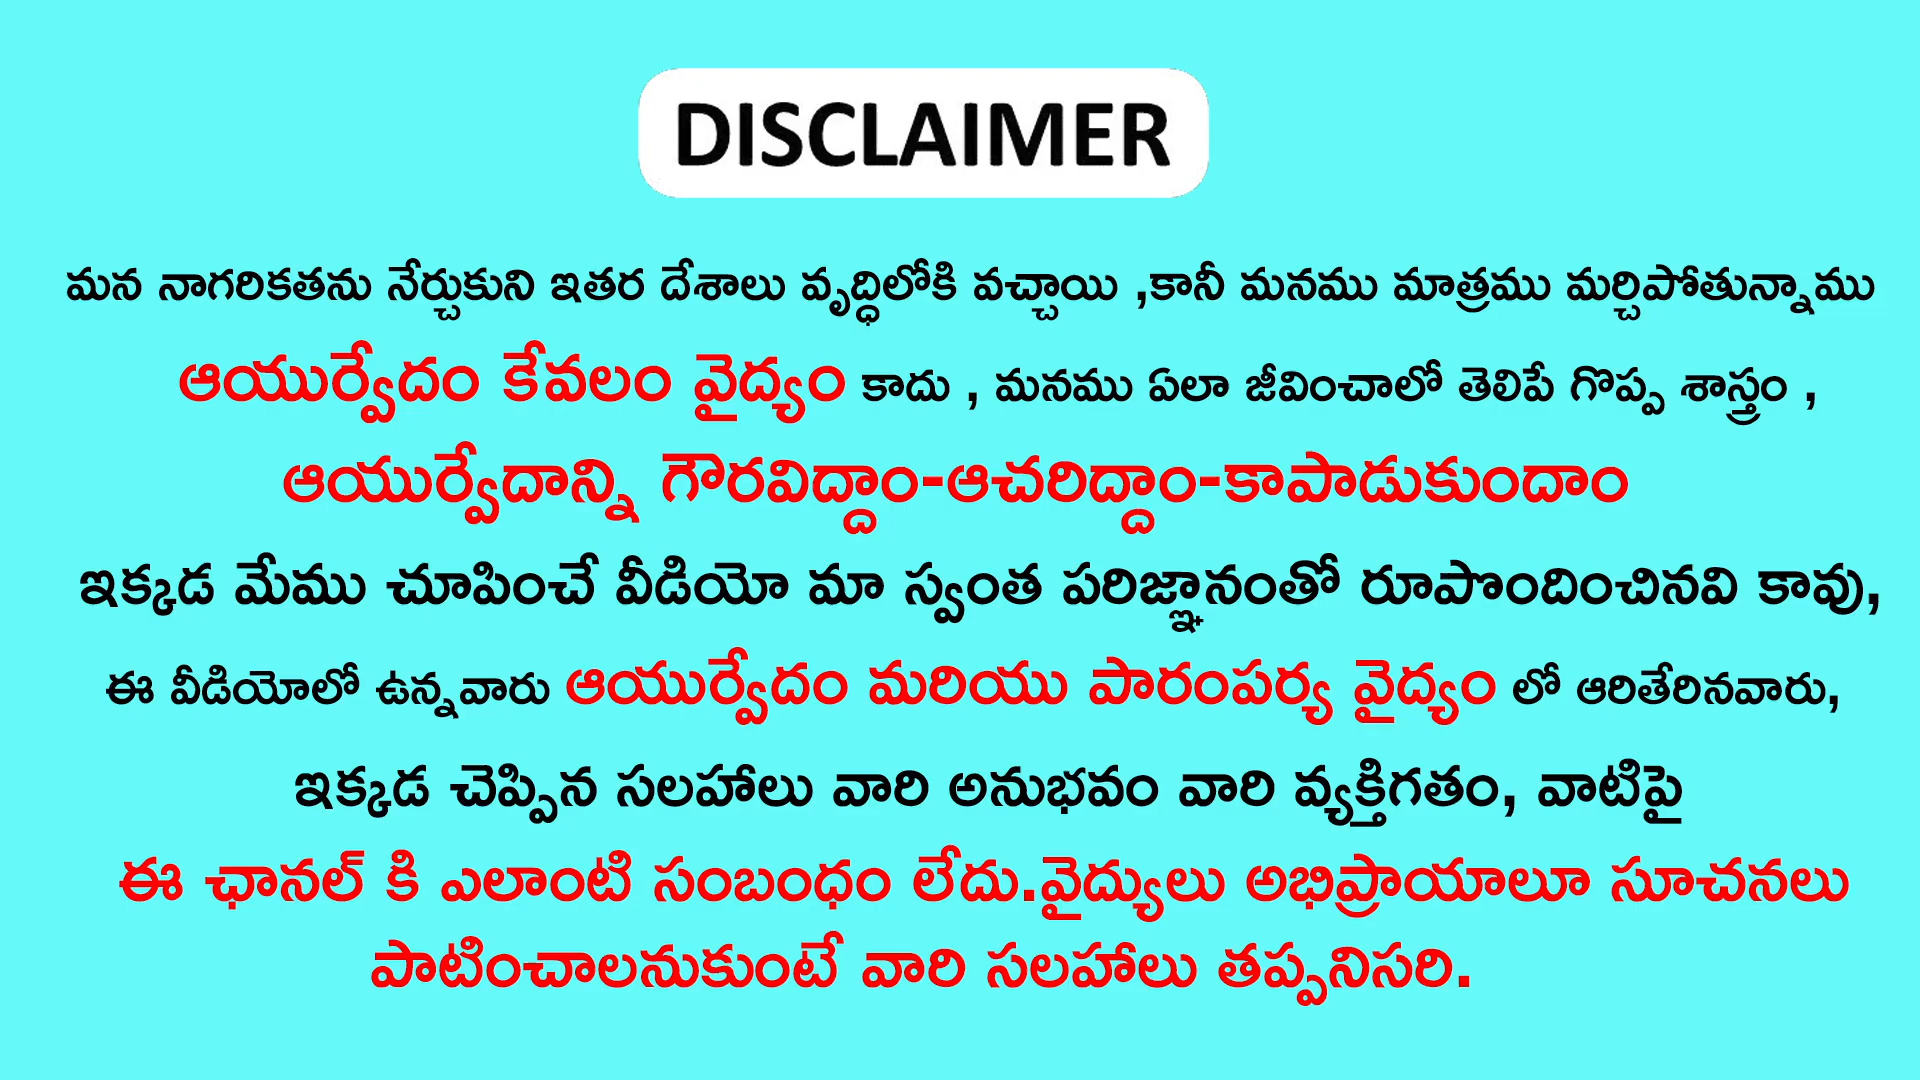 DISCLAIMER
మన నాగరికతను నేర్చుకుని ఇతర దేశాలు వృద్ధిలోకి వచ్చాయి ,కానీ మనము మాత్రము మర్చిపోతున్నాము
ఆయుర్వేదం కేవలం వైద్యం కాదు , మనము ఏలా జీవించాలో తెలిపే గొప్ప శాస్త్రం ,
ఆయుర్వేదాన్ని గౌరవిద్దాం-ఆచరిద్దాం-కాపాడుకుందాం
ఇక్కడ మేము చూపించే వీడియో మా స్వంత పరిజ్ఞానంతో రూపొందించినవి కావు,
ఈ వీడియోలో ఉన్నవారు ఆయుర్వేదం మరియు పారంపర్య వైద్యం లో ఆరితేరినవారు,
ఇక్కడ చెప్పిన సలహాలు వారి అనుభవం వారి వ్యక్తిగతం, వాటిపై
ఈ ఛానల్ కి ఎలాంటి సంబంధం లేదు.వైద్యులు అభిప్రాయాలూ సూచనలు
పాటించాలనుకుంటే వారి సలహాలు తప్పనిసరి.